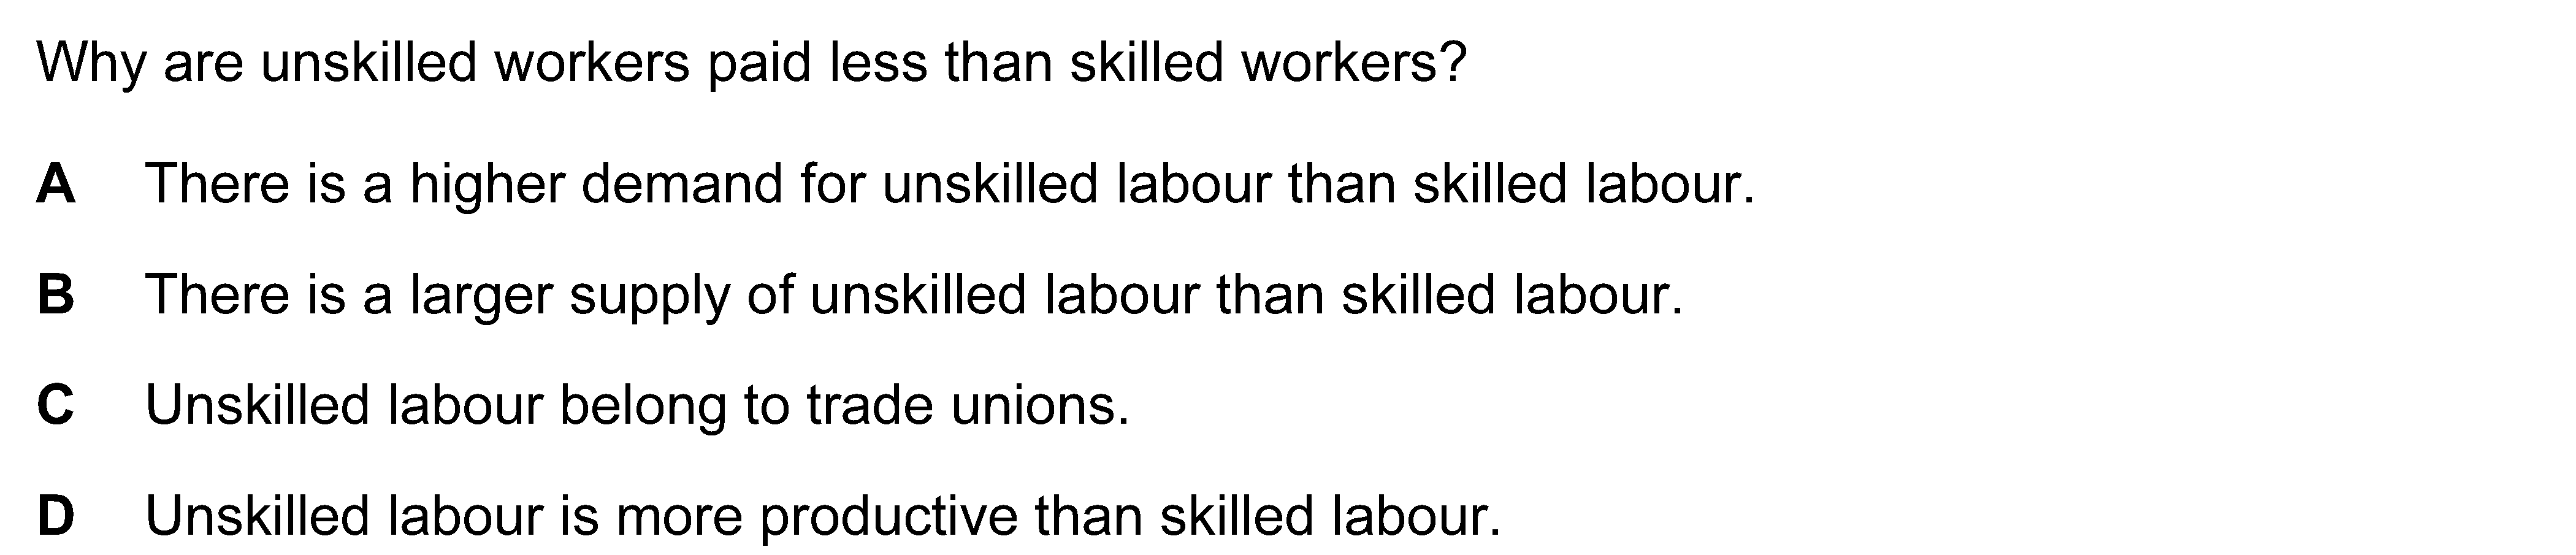 Why are unskilled workers paid less than skilled workers?
A There is a higher demand for unskilled labour than skilled labour.
B There is a larger supply of unskilled labour than skilled labour.
C Unskilled labour belong to trade unions.
D Unskilled labour is more productive than skilled labour.